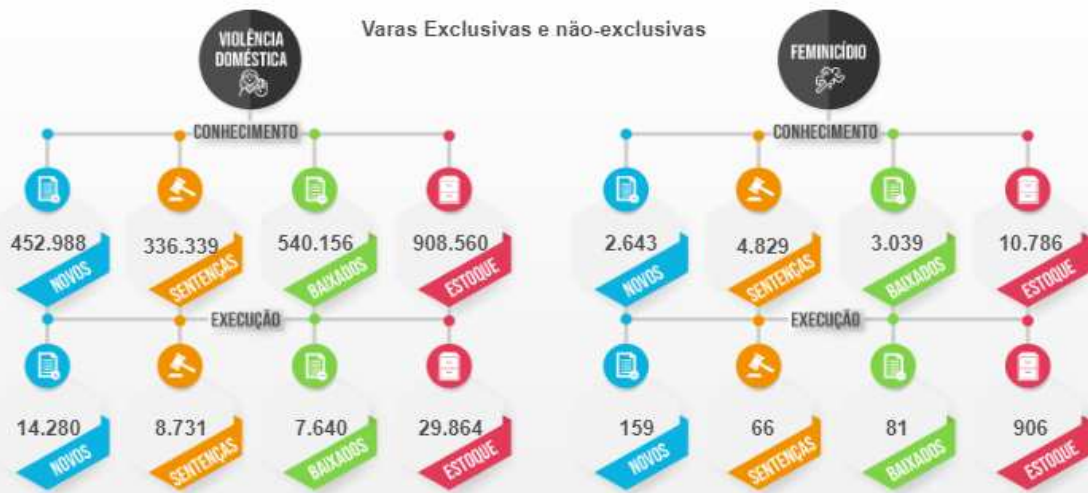 Varas Exclusivas e não-exclusivas
VIOLÊNCIA
DOMÉSTICA
CONHECIMENTO
452.988
NOVOS
336.339
SENTENÇAS
540.156
BAIXADOS
908.560
ESTOQUE
EXECUÇÃO
14.280
NOVOS
8.731
SENTENÇAS
7.640
BAIXADOS
29.864
ESTOQUE
FEMINICÍDIO
CONHECIMENTO
2.643
NOVOS
4.829
SENTENÇAS
3.039
BAIXADOS
10.786
ESTOQUE
EXECUÇÃO
159
NOVOS
66
SENTENÇAS
81
BAIXADOS
906
ESTOQUE